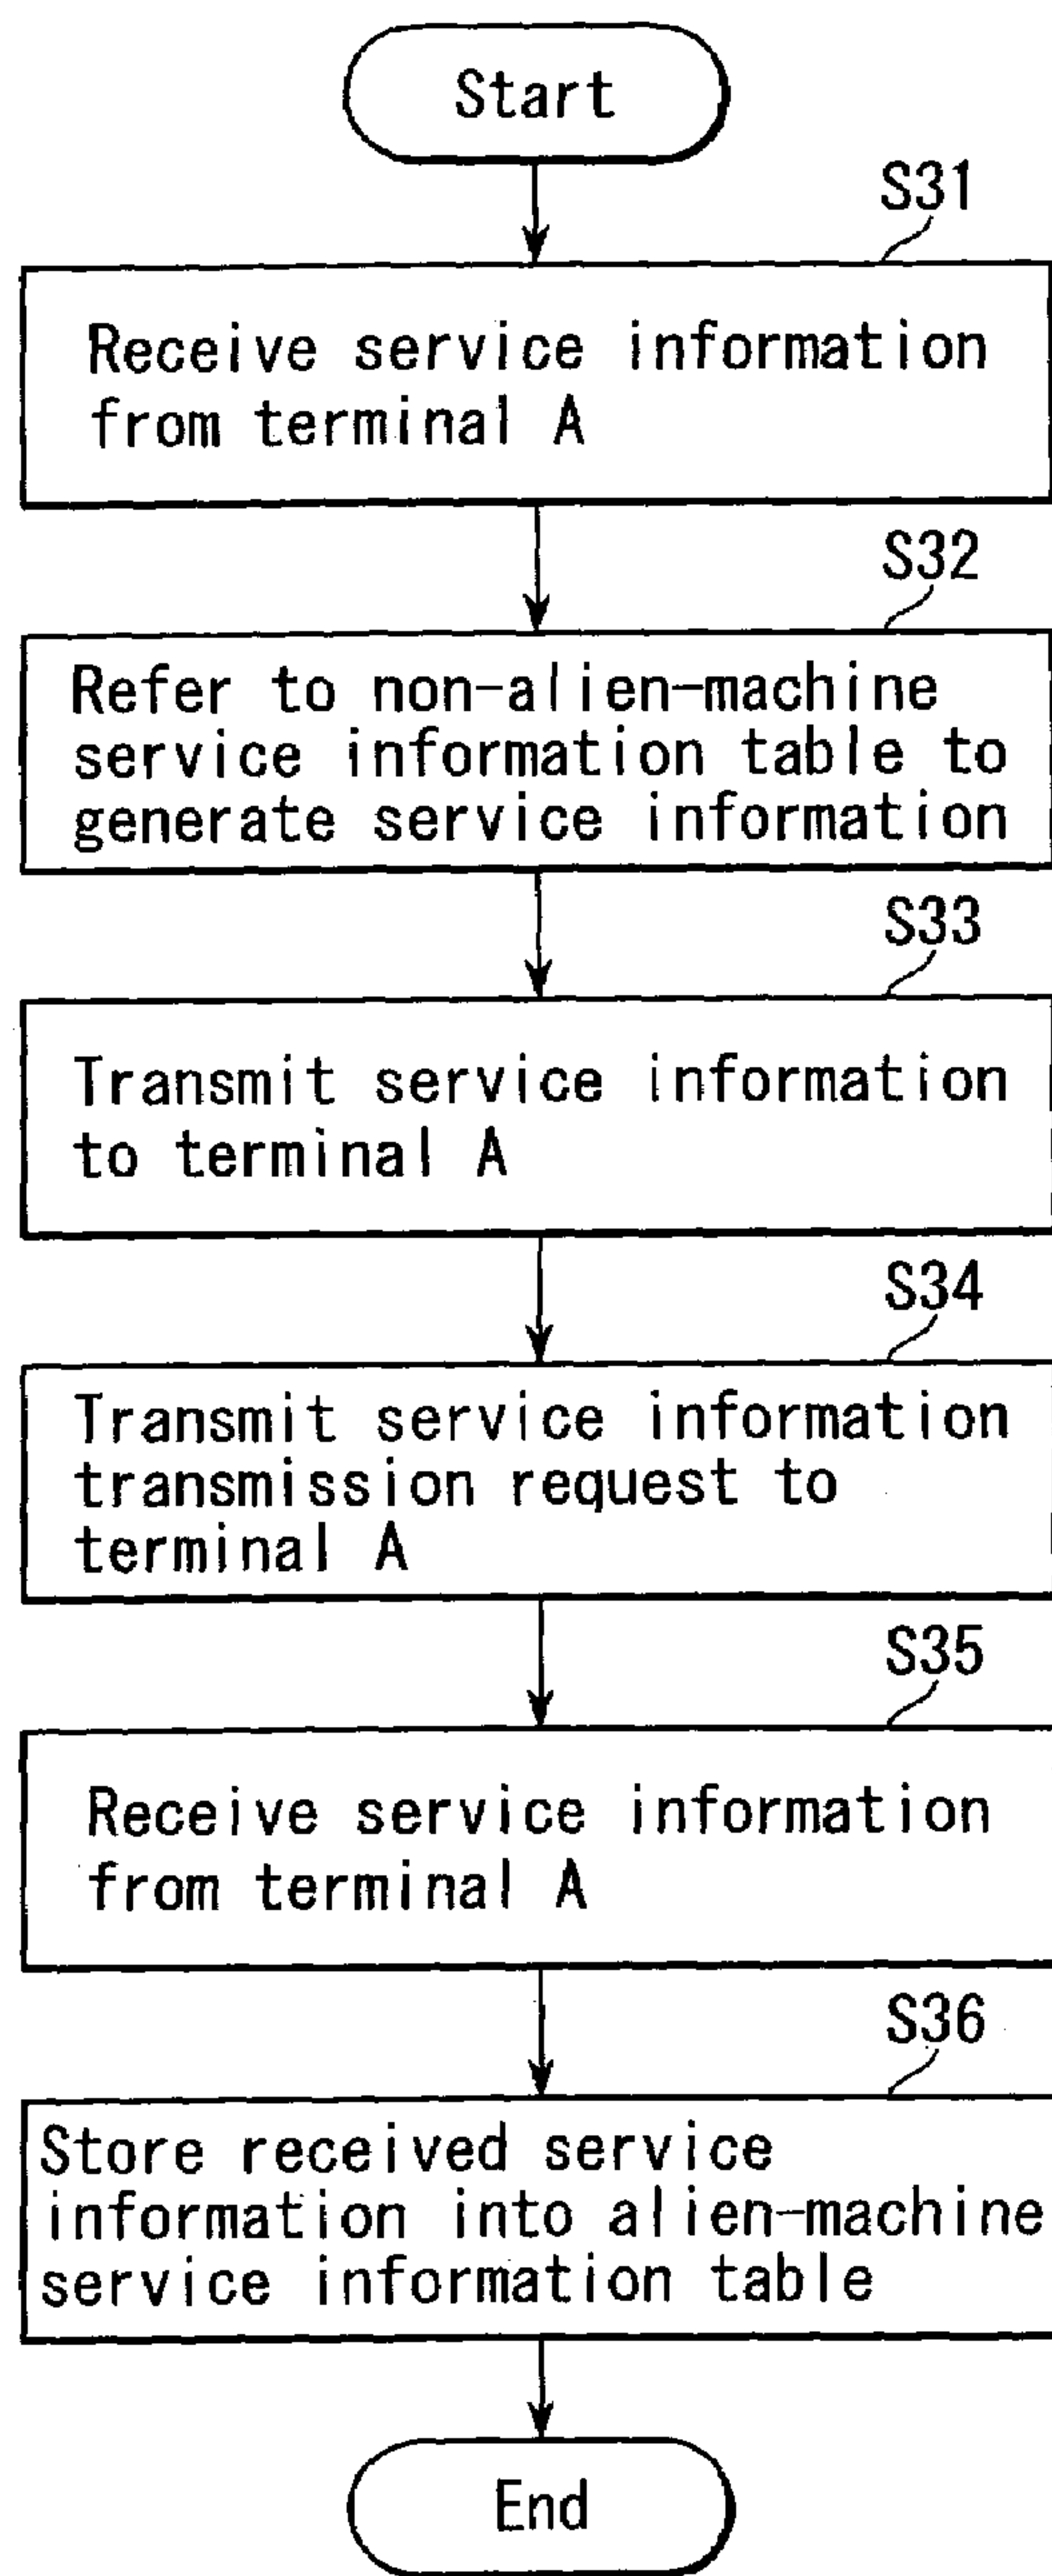 Start
S31
Receive service information
from terminal A
S32
Refer to non-alien-machine
service information table to
generate service information
S33
Transmit service information
to terminal A
S34
Transmit service information
transmission request to
terminal A
S35
Receive service information
from terminal A
S36
Store received service
information into alien-machine
service information table
End